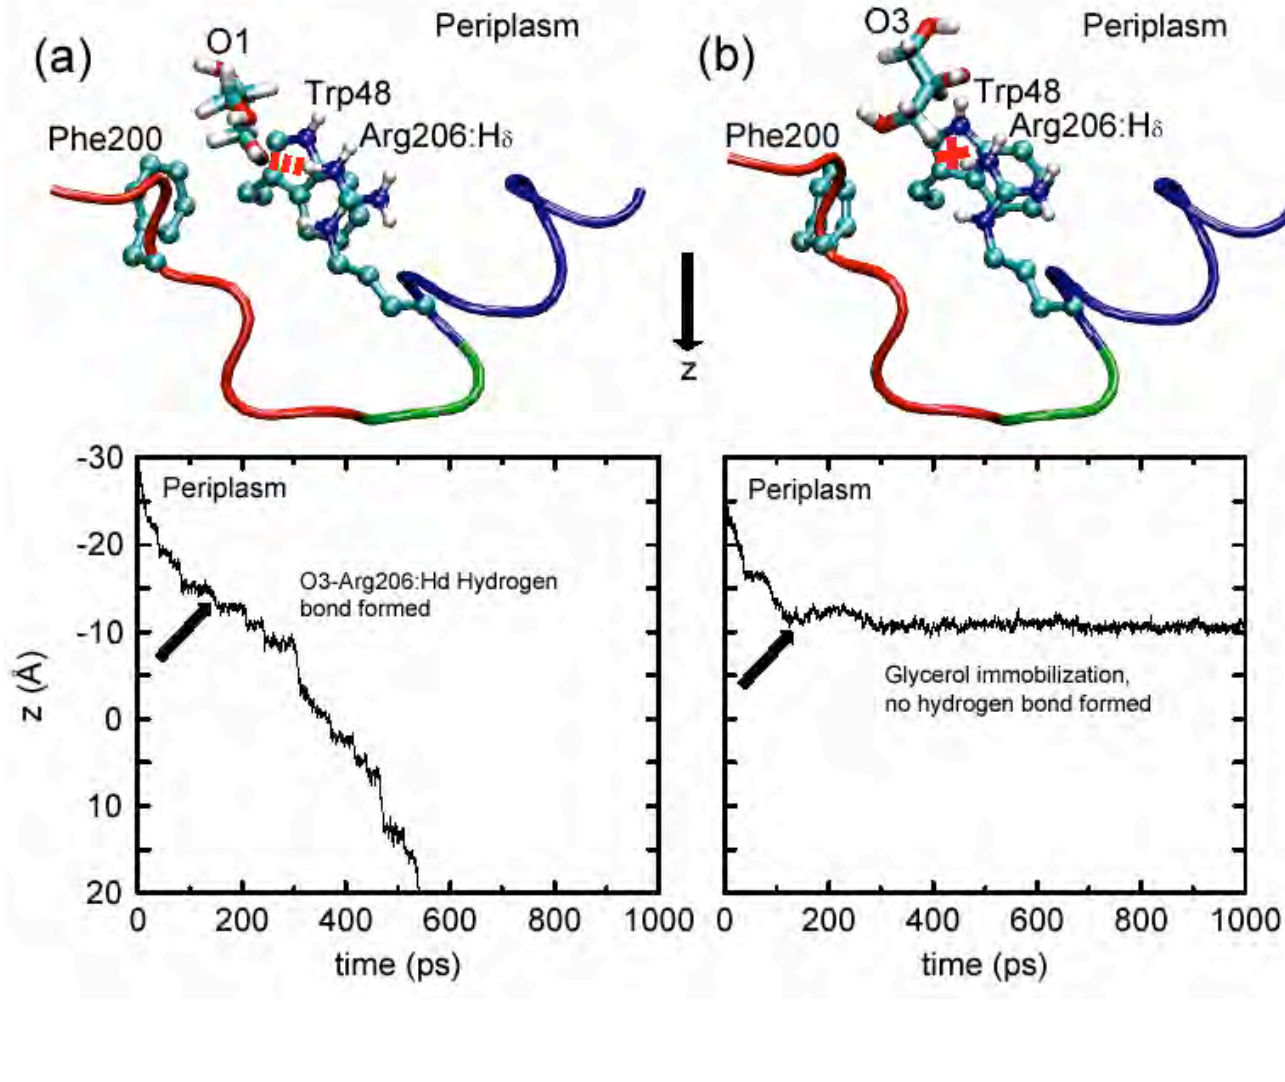 (a)
O1
Periplasm
Trp48
Arg206:Hδ
Phe200
(b)
O3
Periplasm
Trp48
Arg206:Hδ
Phe200
z
-30
-20
-10
0
10
20
z (Å)
Periplasm
O3-Arg206:Hd Hydrogen
bond formed
0 200 400 600 800 1000
time (ps)
Periplasm
Glycerol immobilization,
no hydrogen bond formed
0 200 400 600 800 1000
time (ps)